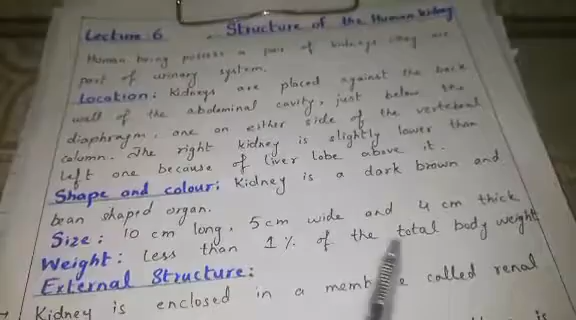 Lecture: 6 Structure of the Human kidney
Human being possess a pair of kidneys they are
part of urinary system.
Location: Kidneys are placed against the back
wall of the abdominal cavity, just below the
diaphragm, one on either side of the vertebral
column. The right kidney is slightly lower than
left one because of liver lobe above it.
Shape and colour: Kidney is a dark brown and
bean shaped organ.
Size: 10 cm long, 5 cm wide and 4 cm thick
Weight: Less than 1% of the total body weight
External Structure:
Kidney is enclosed in a called renal
is